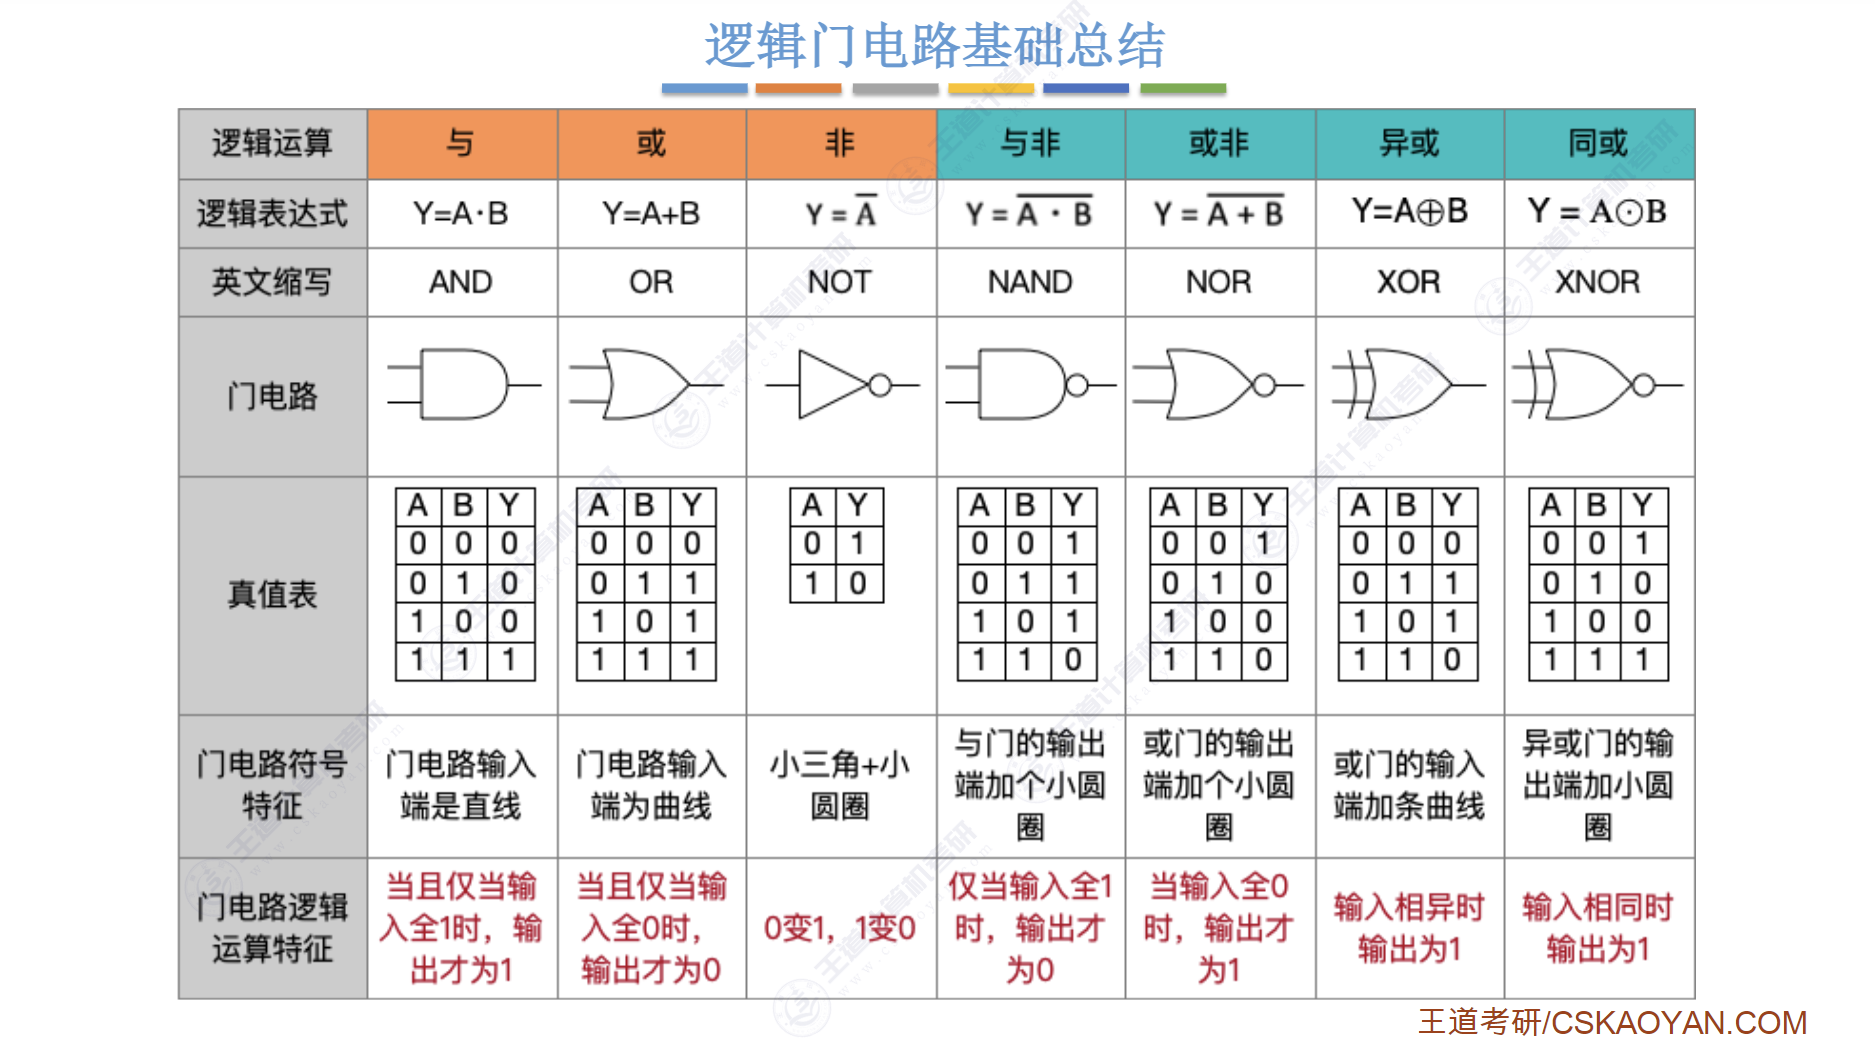 逻辑门电路基础总结
逻辑运算 与 或 非 与非 或非 异或 同或
逻辑表达式 Y=A·B Y=A+B Y = A̅ Y = A̅ ̅·̅ ̅B̅ Y = A̅ ̅+̅ ̅B̅ Y=A⊕B Y = A⊙B
英文缩写 AND OR NOT NAND NOR XOR XNOR
门电路
真值表
A B Y A B Y A Y A B Y A B Y A B Y A B Y
0 0 0 0 0 0 0 1 0 0 1 0 0 1 0 0 0 0 0 1
0 1 0 0 1 1 1 0 0 1 1 0 1 0 0 1 1 0 1 0
1 0 0 1 0 1 1 0 1 1 0 0 1 0 1 1 0 0
1 1 1 1 1 1 1 1 0 1 1 0 1 1 0 1 1 1
门电路符号
特征
门电路输入
端是直线
门电路输入
端为曲线
小三角+小
圆圈
与门的输出
端加个小圆
圈
或门的输出
端加个小圆
圈
或门的输入
端加条曲线
异或门的输
出端加小圆
圈
门电路逻辑
运算特征
当且仅当输
入全1时，输
出才为1
当且仅当输
入全0时，
输出才为0
0变1，1变0
仅当输入全1
时，输出才
为0
当输入全0
时，输出才
为1
输入相异时
输出为1
输入相同时
输出为1
王道考研/CSKAOYAN.COM
王道计算机考研
www.cskaoyan.com